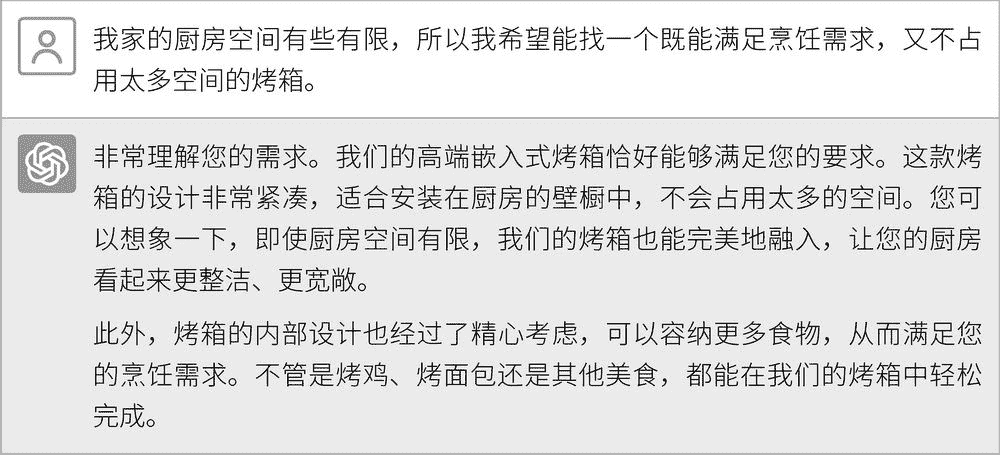 我家的厨房空间有些有限，所以我希望能找一个既能满足烹饪需求，又不占
用太多空间的烤箱。
非常理解您的需求。我们的高端嵌入式烤箱恰好能够满足您的要求。这款烤
箱的设计非常紧凑，适合安装在厨房的壁橱中，不会占用太多的空间。您可
以想象一下，即使厨房空间有限，我们的烤箱也能完美地融入，让您的厨房
看起来更整洁、更宽敞。
此外，烤箱的内部设计也经过了精心考虑，可以容纳更多食物，从而满足您
的烹饪需求。不管是烤鸡、烤面包还是其他美食，都能在我们的烤箱中轻松
完成。